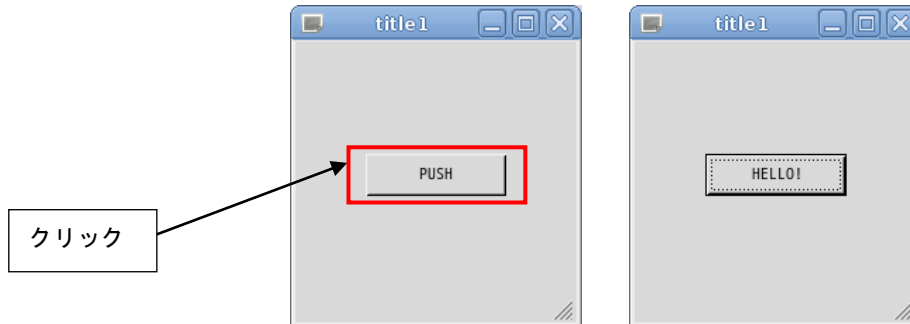 title1
title1
PUSH
HELLO!
クリック